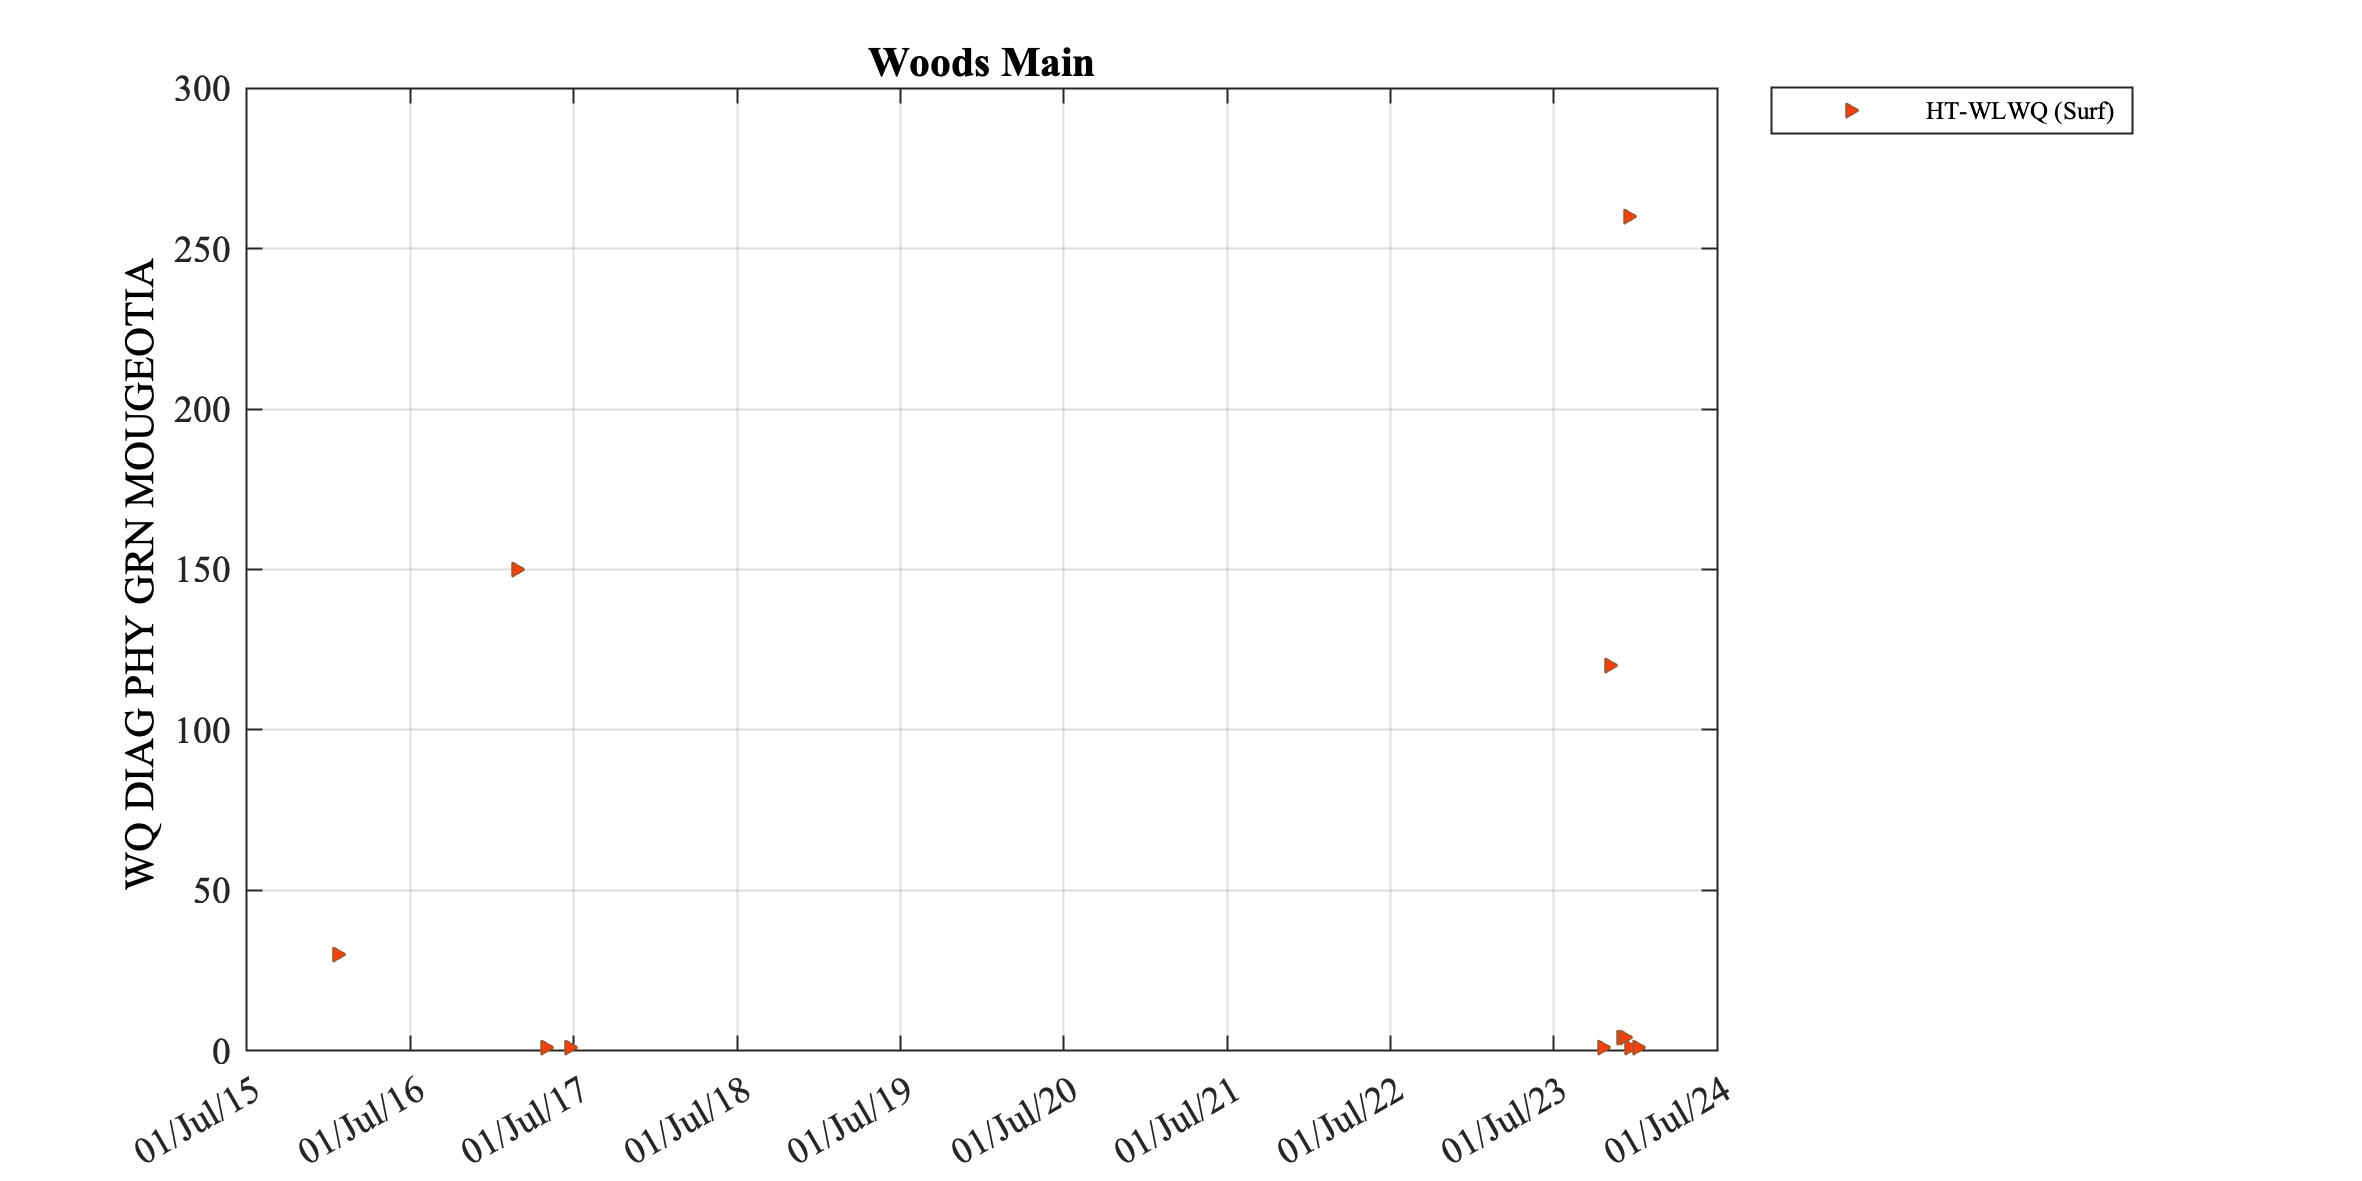 Woods Main
HT-WLWQ (Surf)
WQ DIAG PHY GRN MOUGEOTIA
300
250
200
150
100
50
0
01/Jul/15
01/Jul/16
01/Jul/17
01/Jul/18
01/Jul/19
01/Jul/20
01/Jul/21
01/Jul/22
01/Jul/23
01/Jul/24